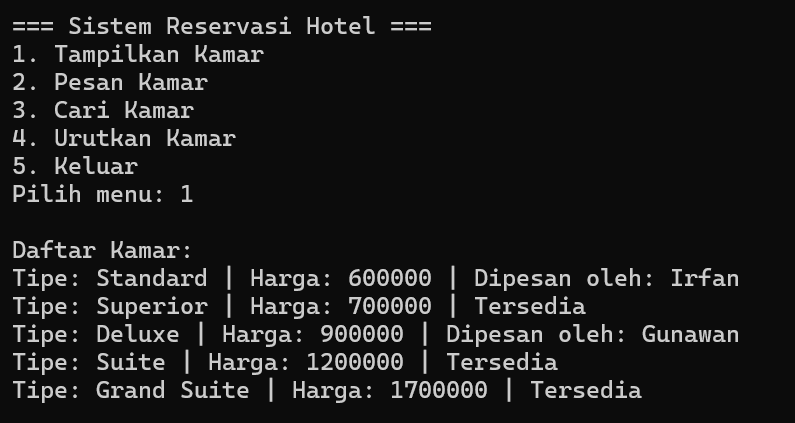 === Sistem Reservasi Hotel ===
1. Tampilkan Kamar
2. Pesan Kamar
3. Cari Kamar
4. Urutkan Kamar
5. Keluar
Pilih menu: 1

Daftar Kamar:
Tipe: Standard | Harga: 600000 | Dipesan oleh: Irfan
Tipe: Superior | Harga: 700000 | Tersedia
Tipe: Deluxe | Harga: 900000 | Dipesan oleh: Gunawan
Tipe: Suite | Harga: 1200000 | Tersedia
Tipe: Grand Suite | Harga: 1700000 | Tersedia